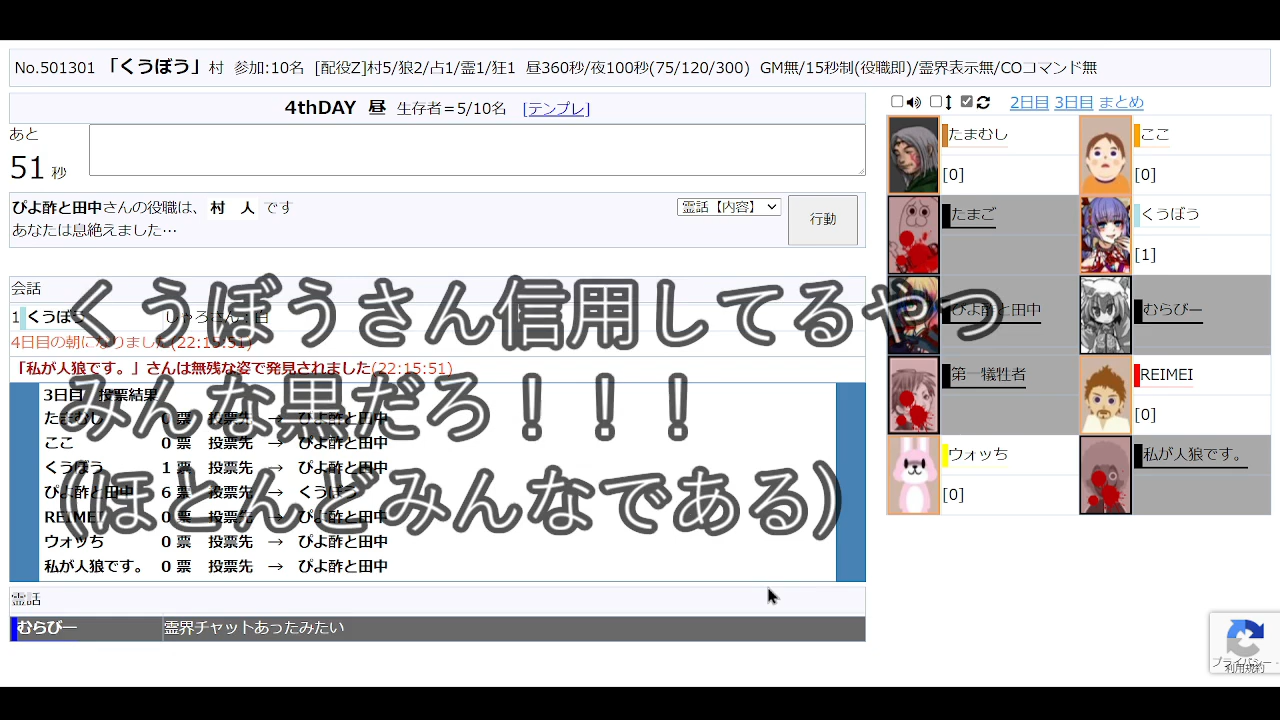 No.501301 「くうぼう」村 参加:10名 [配役Z]村5/狼2/占1/霊1/狂1 昼360秒/夜100秒(75/120/300) GM無/15秒制(役職即)/霊界表示無/COコマンド無
4thDAY 昼 生存者=5/10名 [テンプレ]
あと
51 秒
ぴよ酢と田中さんの役職は、 村 人 です
あなたは息絶えました…
霊話【内容】
行動
会話
1 くうぼう
4日目の朝になりました(22:15:51)
「私が人狼です。」さんは無残な姿で発見されました(22:15:51)
3日目 投票結果
たまむし 0 票 投票先 → ぴよ酢と田中
ここ 0 票 投票先 → ぴよ酢と田中
くうぼう 1 票 投票先 → ぴよ酢と田中
ぴよ酢と田中 6 票 投票先 → くうぼう
REIMEI 0 票 投票先 → ぴよ酢と田中
ウォッち 0 票 投票先 → ぴよ酢と田中
私が人狼です。 0 票 投票先 → ぴよ酢と田中
くうぼうさん信用してるやつ
みんな黒だろ！！！
(ほとんどみんなである)
霊話
むらびー 霊界チャットあったみたい
2日目 3日目 まとめ
たまむし
[0]
ここ
[0]
たまご
くうぼう
[1]
ぴよ酢と田中
むらびー
第一犠牲者
REIMEI
[0]
ウォッち
[0]
私が人狼です。
プライバシー -
利用規約